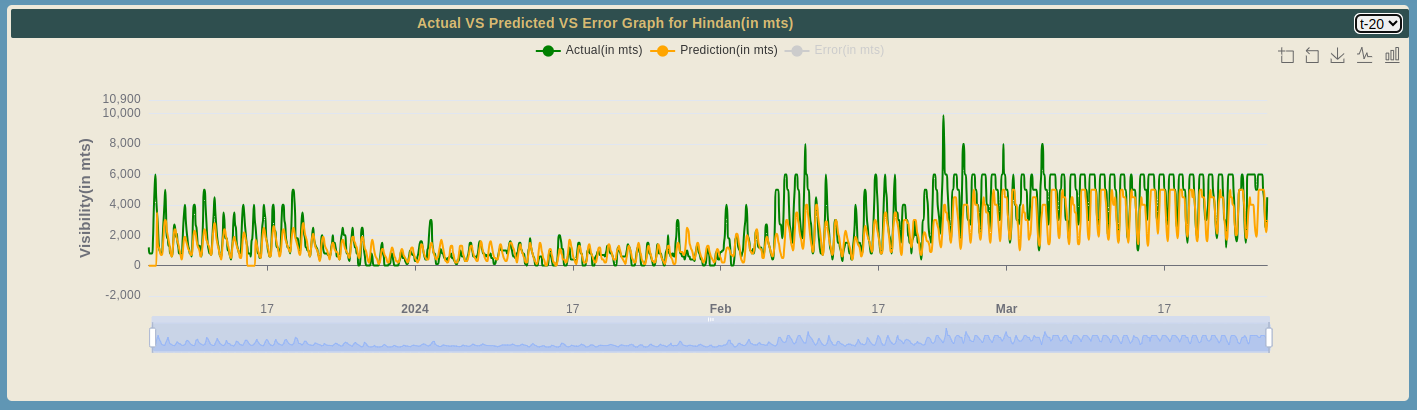 Actual VS Predicted VS Error Graph for Hindan(in mts)
t-20
Actual(in mts) Prediction(in mts) Error(in mts)
Visibility(in mts)
10,900
10,000
8,000
6,000
4,000
2,000
0
-2,000
17 2024 17 Feb 17 Mar 17